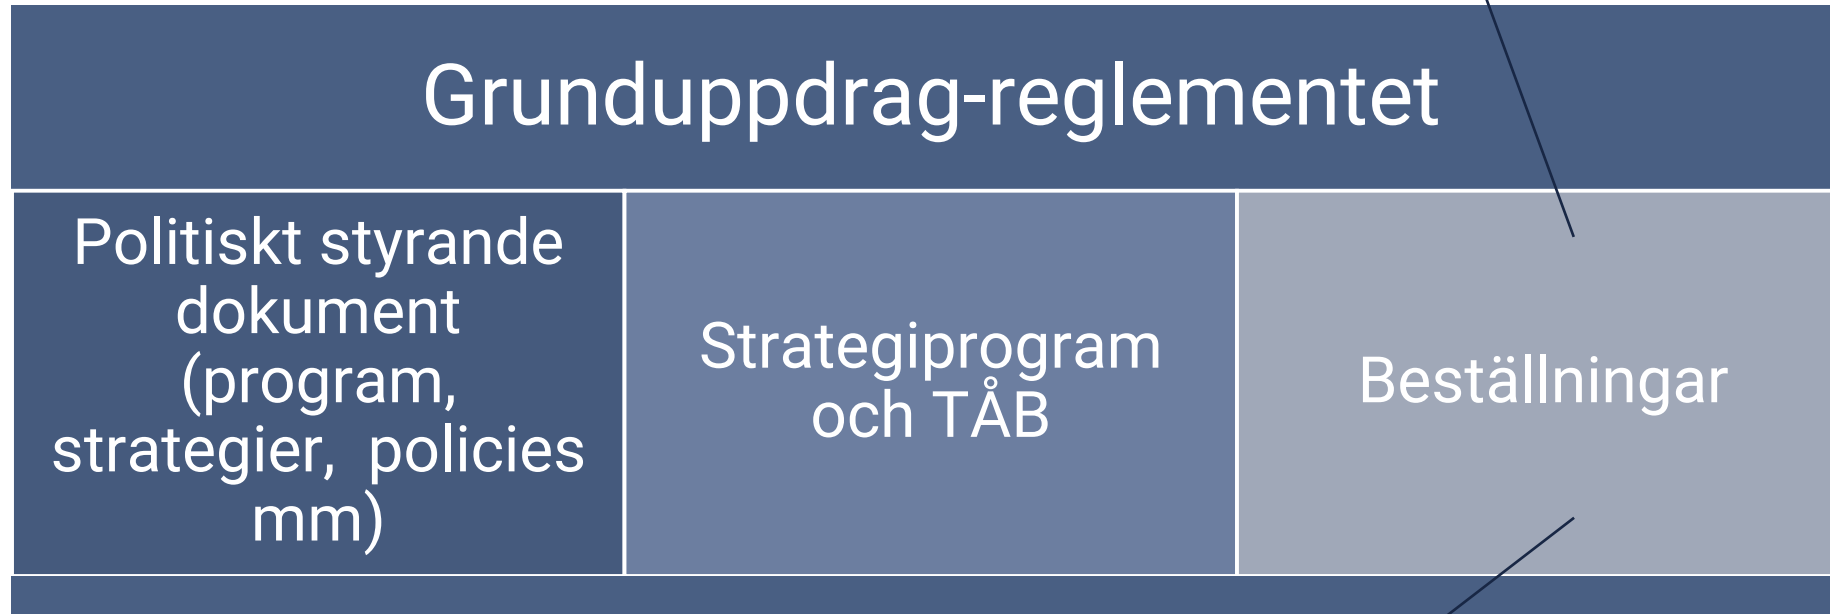 Grunduppdrag-reglementet
Politiskt styrande
dokument
(program,
strategier,  policies
mm)
Strategiprogram
och TÅB
Beställningar